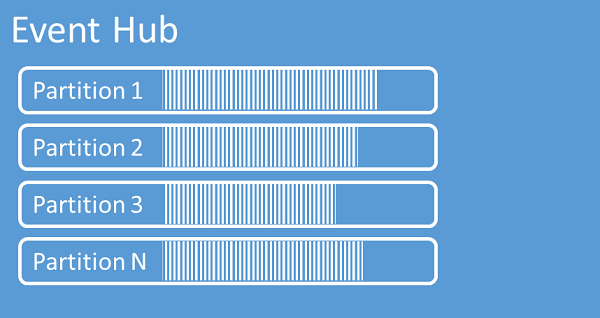 Event Hub
Partition 1
Partition 2
Partition 3
Partition N